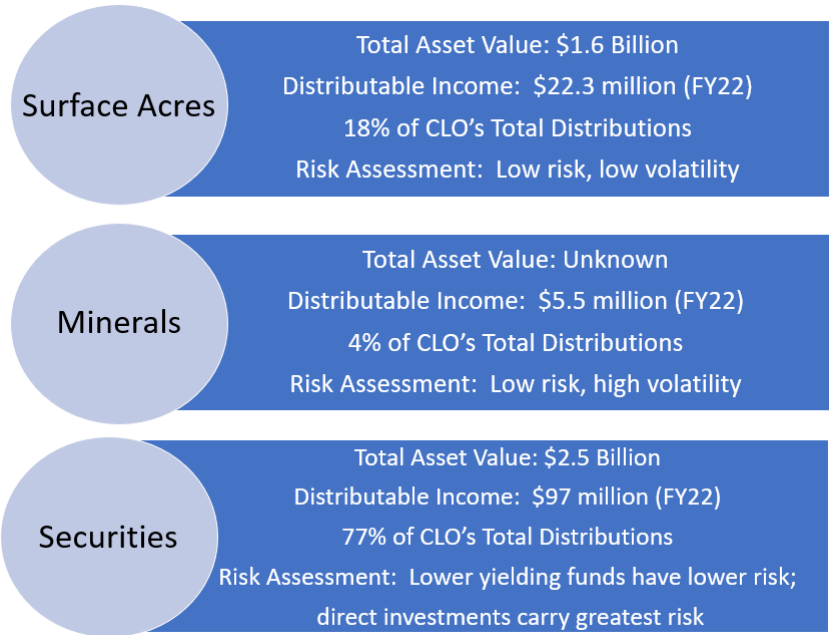 Surface Acres
Total Asset Value: $1.6 Billion
Distributable Income:  $22.3 million (FY22)
18% of CLO’s Total Distributions
Risk Assessment:  Low risk, low volatility
Minerals
Total Asset Value: Unknown
Distributable Income:  $5.5 million (FY22)
4% of CLO’s Total Distributions
Risk Assessment:  Low risk, high volatility
Securities
Total Asset Value: $2.5 Billion
Distributable Income:  $97 million (FY22)
77% of CLO’s Total Distributions
Risk Assessment:  Lower yielding funds have lower risk;
direct investments carry greatest risk